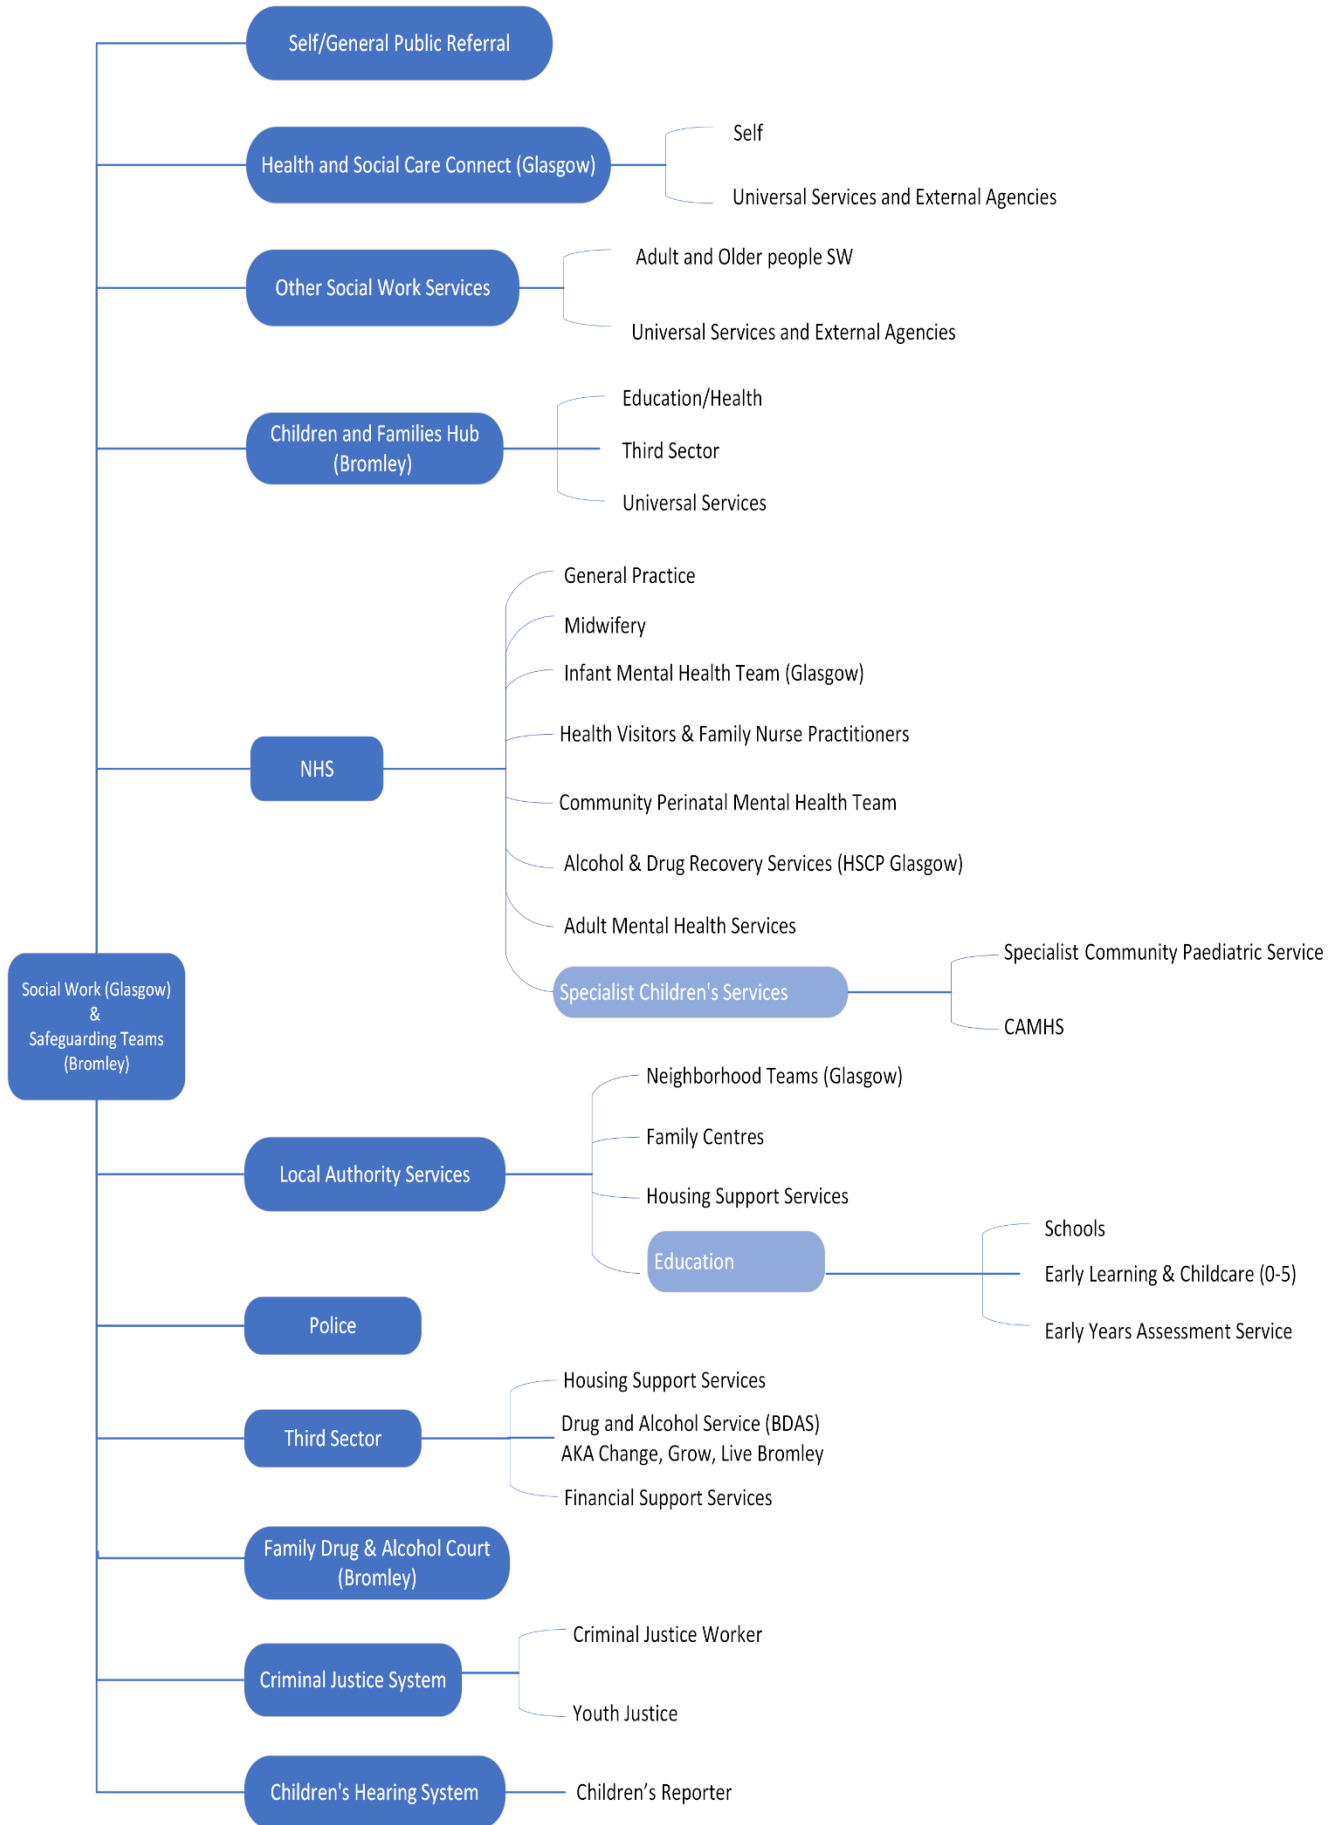 Self/General Public Referral
Health and Social Care Connect (Glasgow)
Self
Universal Services and External Agencies
Other Social Work Services
Adult and Older people SW
Universal Services and External Agencies
Children and Families Hub
(Bromley)
Education/Health
Third Sector
Universal Services
NHS
General Practice
Midwifery
Infant Mental Health Team (Glasgow)
Health Visitors & Family Nurse Practitioners
Community Perinatal Mental Health Team
Alcohol & Drug Recovery Services (HSCP Glasgow)
Adult Mental Health Services
Specialist Children's Services
Specialist Community Paediatric Service
CAMHS
Social Work (Glasgow)
&
Safeguarding Teams
(Bromley)
Local Authority Services
Neighborhood Teams (Glasgow)
Family Centres
Housing Support Services
Education
Schools
Early Learning & Childcare (0-5)
Early Years Assessment Service
Police
Third Sector
Housing Support Services
Drug and Alcohol Service (BDAS)
AKA Change, Grow, Live Bromley
Financial Support Services
Family Drug & Alcohol Court
(Bromley)
Criminal Justice System
Criminal Justice Worker
Youth Justice
Children's Hearing System
Children’s Reporter